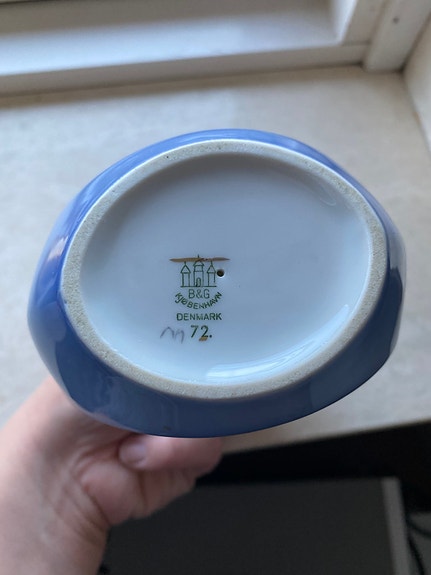 B&G
KJØBENHAVN
DENMARK
M 72.